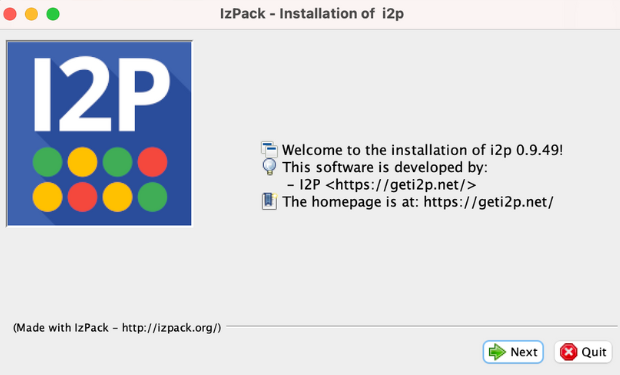 IzPack - Installation of i2p
I2P
Welcome to the installation of i2p 0.9.49!
This software is developed by:
- I2P <https://geti2p.net/>
The homepage is at: https://geti2p.net/
(Made with IzPack - http://izpack.org/)
Next
Quit